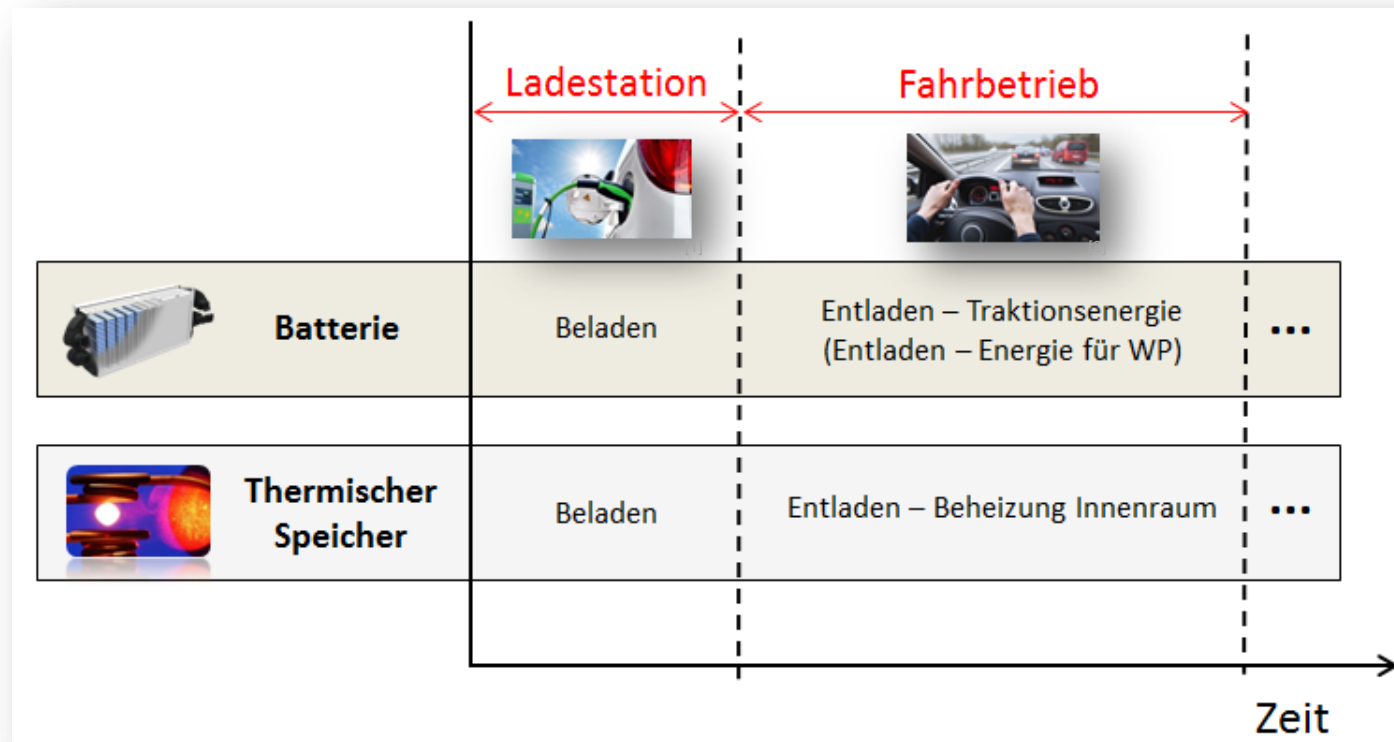 Ladestation
Fahrbetrieb
Batterie
Beladen
Entladen – Traktionsenergie
(Entladen – Energie für WP)
...
Thermischer
Speicher
Beladen
Entladen – Beheizung Innenraum
...
Zeit